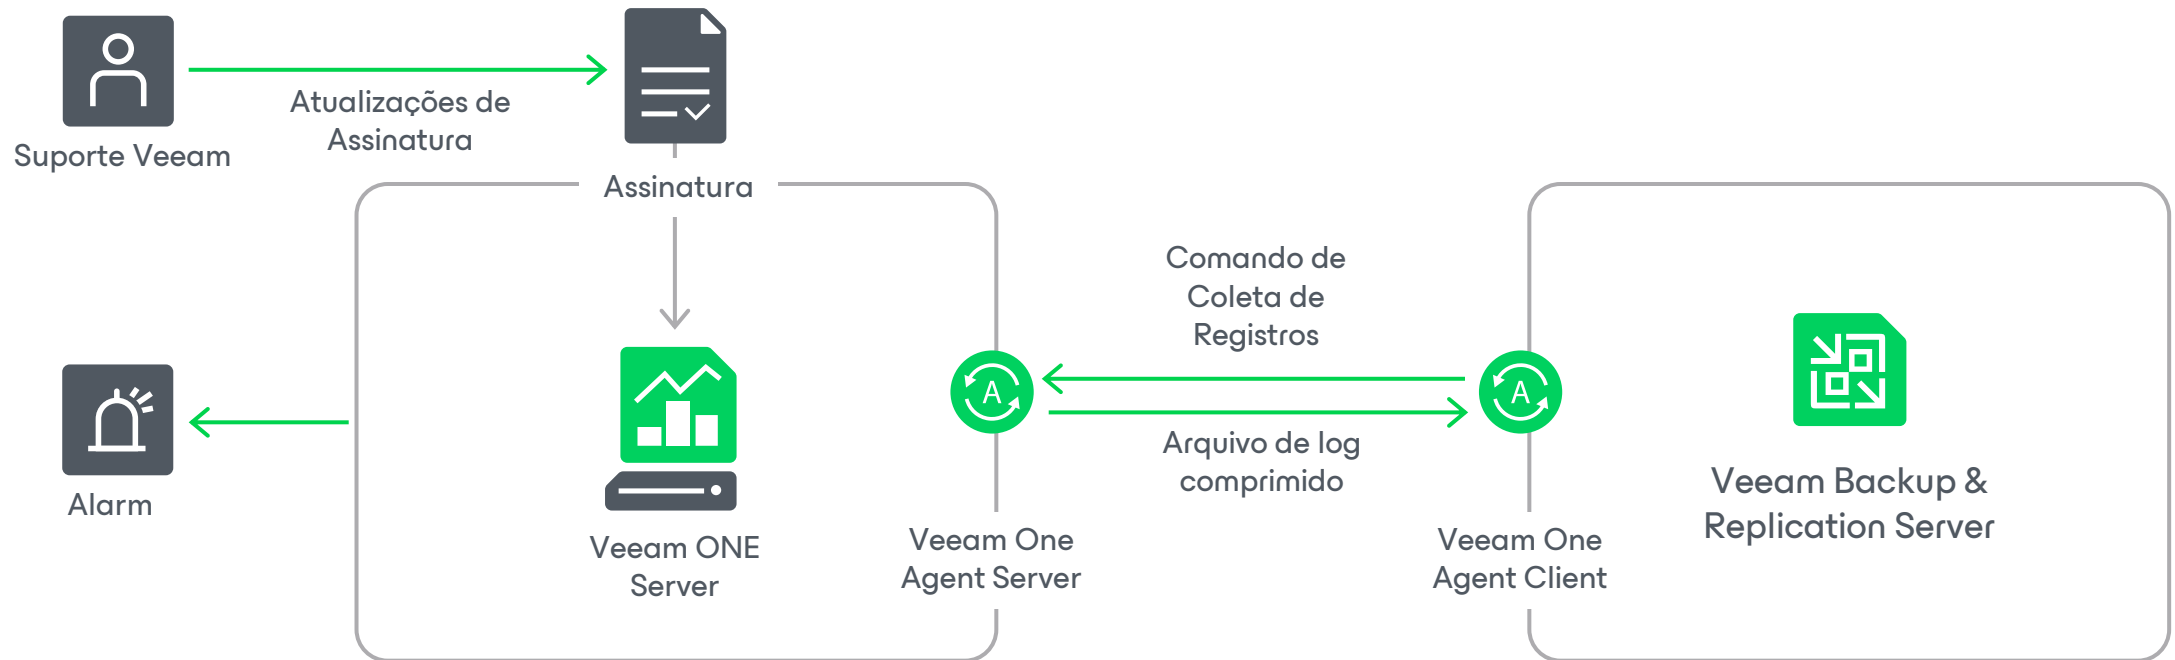 Suporte Veeam
Atualizações de
Assinatura
Assinatura
Alarm
Veeam ONE
Server
A
Veeam One
Agent Server
Comando de
Coleta de
Registros
Arquivo de log
comprimido
A
Veeam One
Agent Client
Veeam Backup &
Replication Server